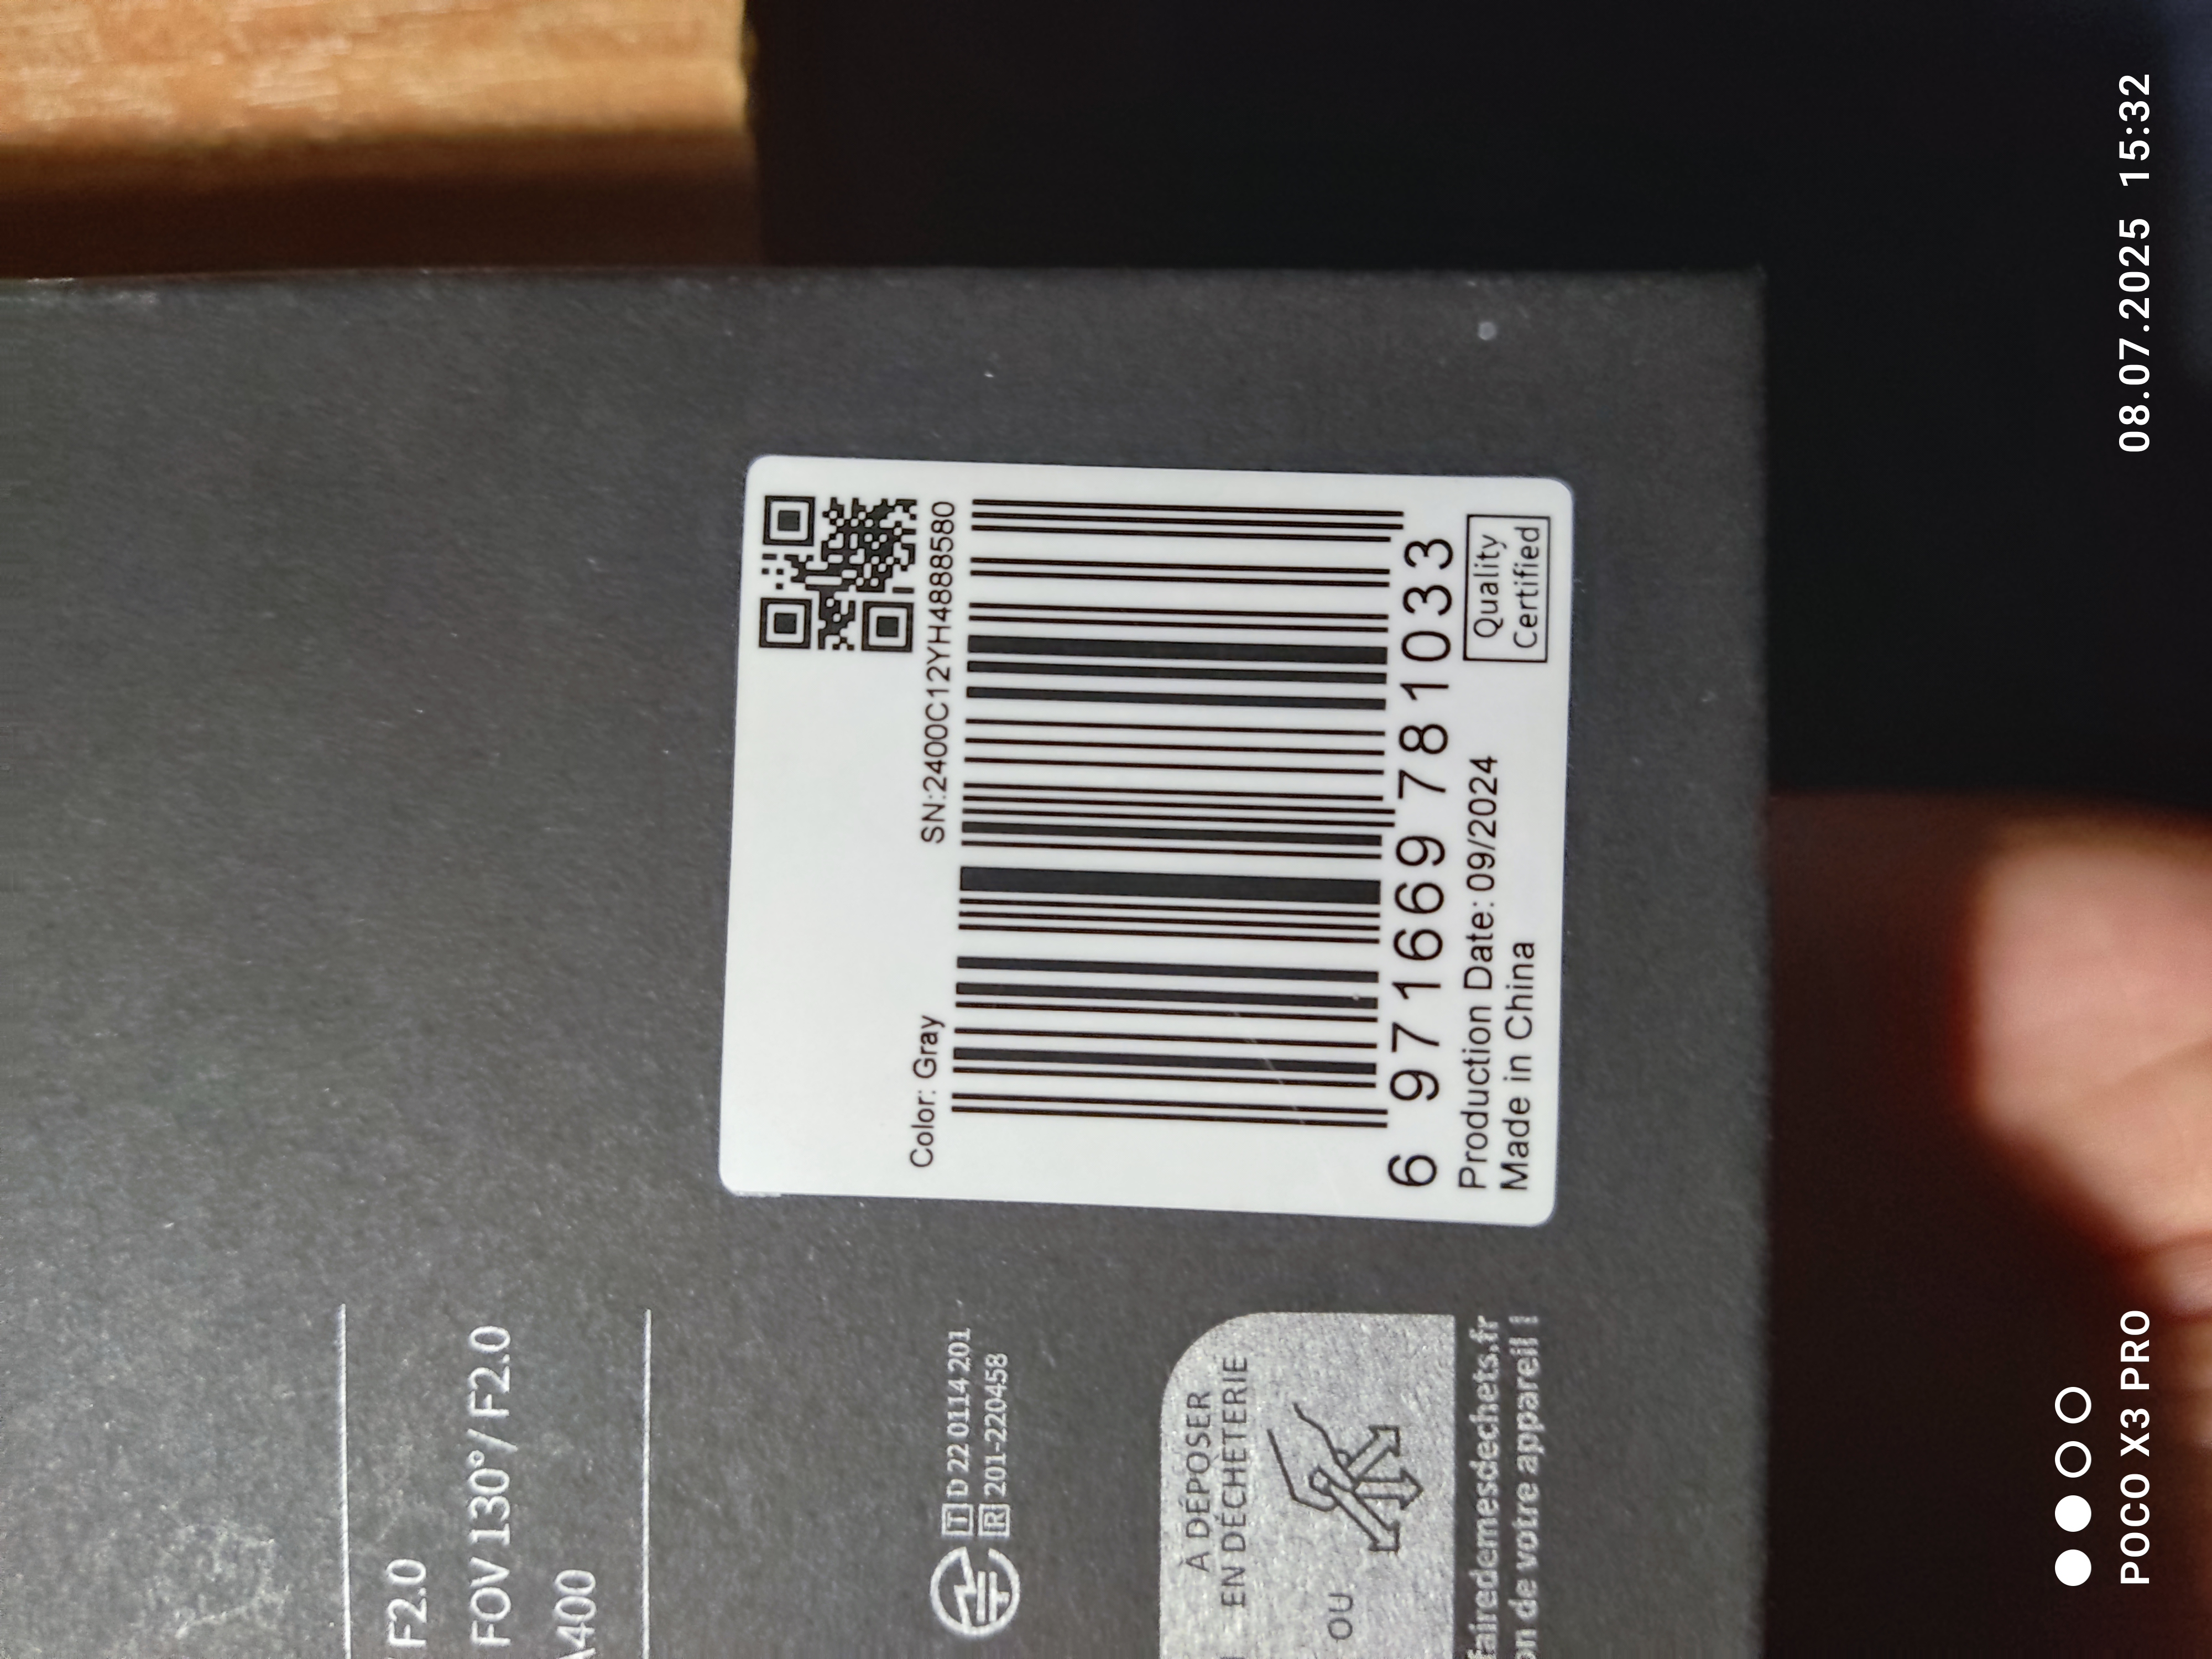 Color: Gray
SN:2400C12YH4888580
6 971669 781033
Production Date: 09/2024
Made in China
Quality
Certified
F2.0
FOV 130°/ F2.0
A400
T D 22 0114 201
R 201-220458
À DÉPOSER
EN DÉCHÈTERIE
OU
fairedemesdechets.fr
on de votre appareil !
POCO X3 PRO
08.07.2025 15:32